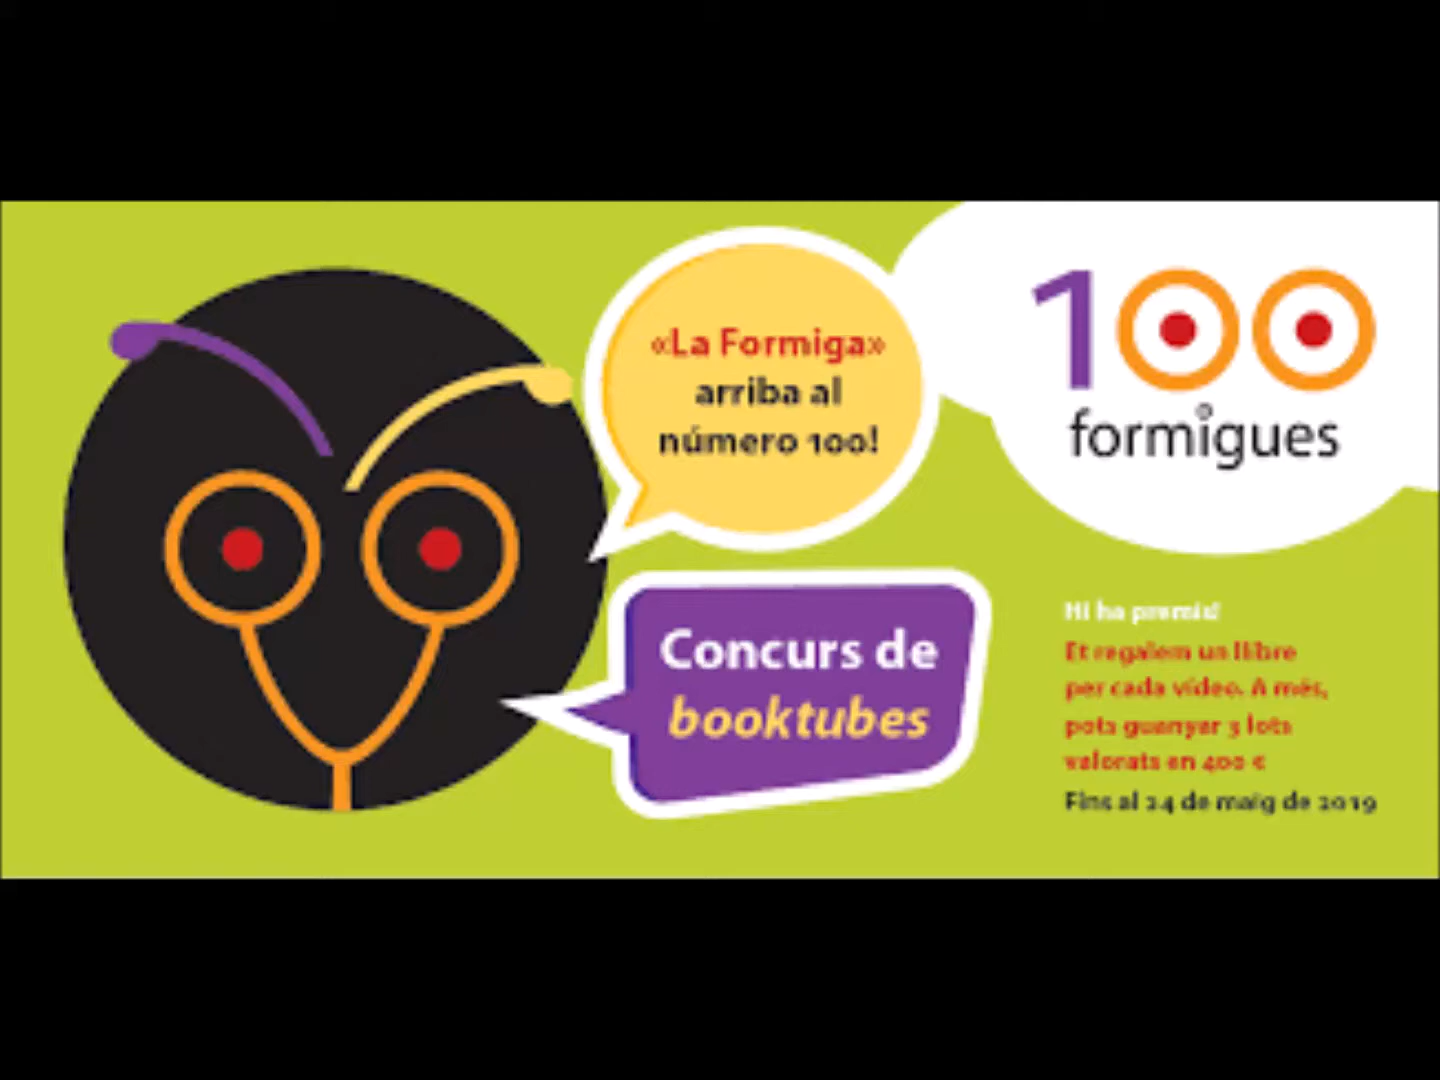 «La Formiga»
arriba al
número 100!
100
formigues
Concurs de
booktubes
Hi ha premis!
Et regalem un llibre
per cada vídeo. A més,
pots guanyar 3 lots
valorats en 400 €
Fins al 24 de maig de 2019